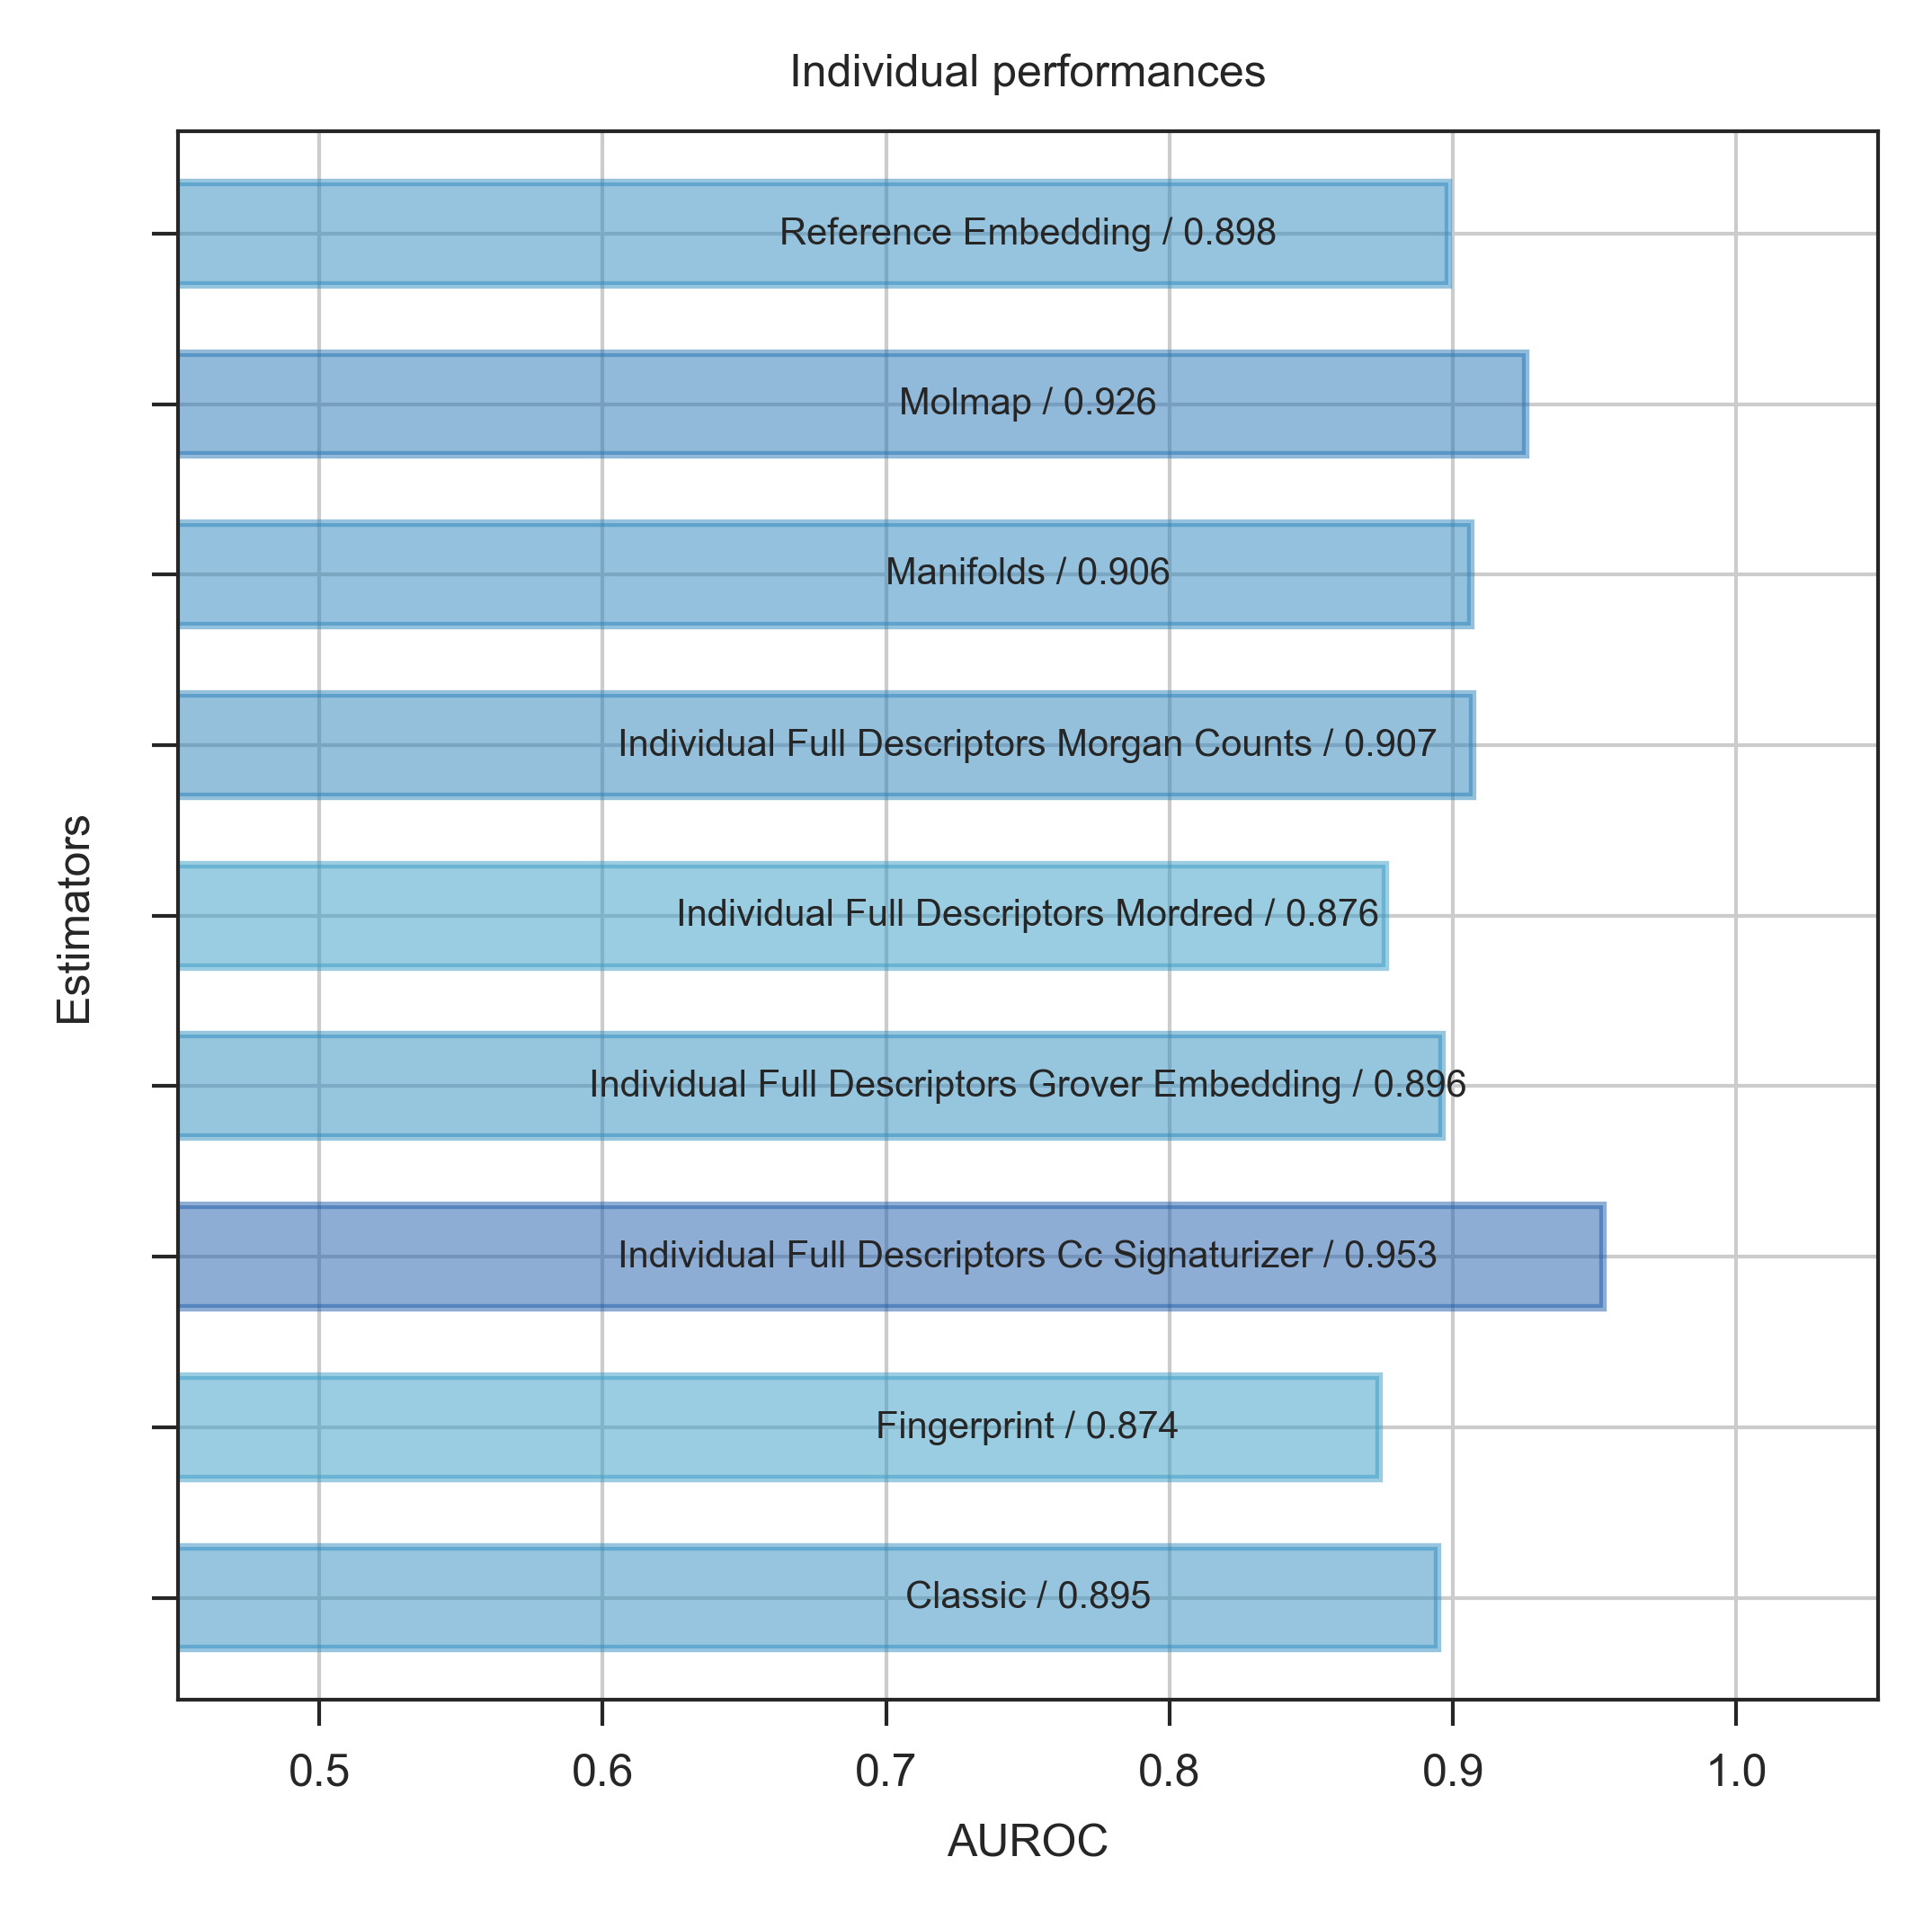 Individual performances
Reference Embedding / 0.898
Molmap / 0.926
Manifolds / 0.906
Individual Full Descriptors Morgan Counts / 0.907
Individual Full Descriptors Mordred / 0.876
Individual Full Descriptors Grover Embedding / 0.896
Individual Full Descriptors Cc Signaturizer / 0.953
Fingerprint / 0.874
Classic / 0.895
Estimators
0.5 0.6 0.7 0.8 0.9 1.0
AUROC